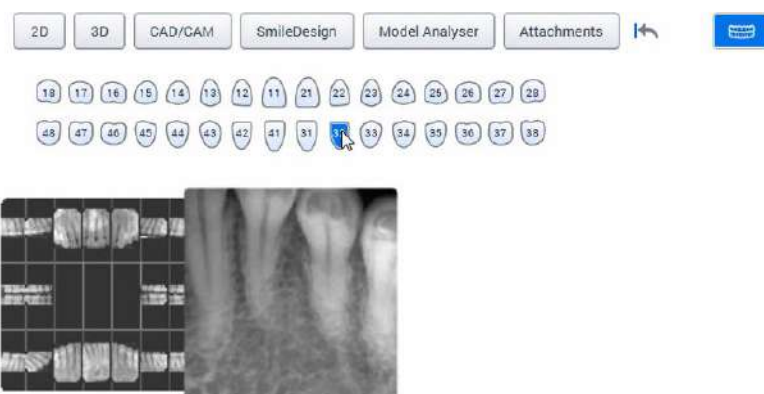 2D 3D CAD/CAM SmileDesign Model Analyser Attachments
18 17 16 15 14 13 12 11 21 22 23 24 25 26 27 28
48 47 46 45 44 43 42 41 31 32 33 34 35 36 37 38